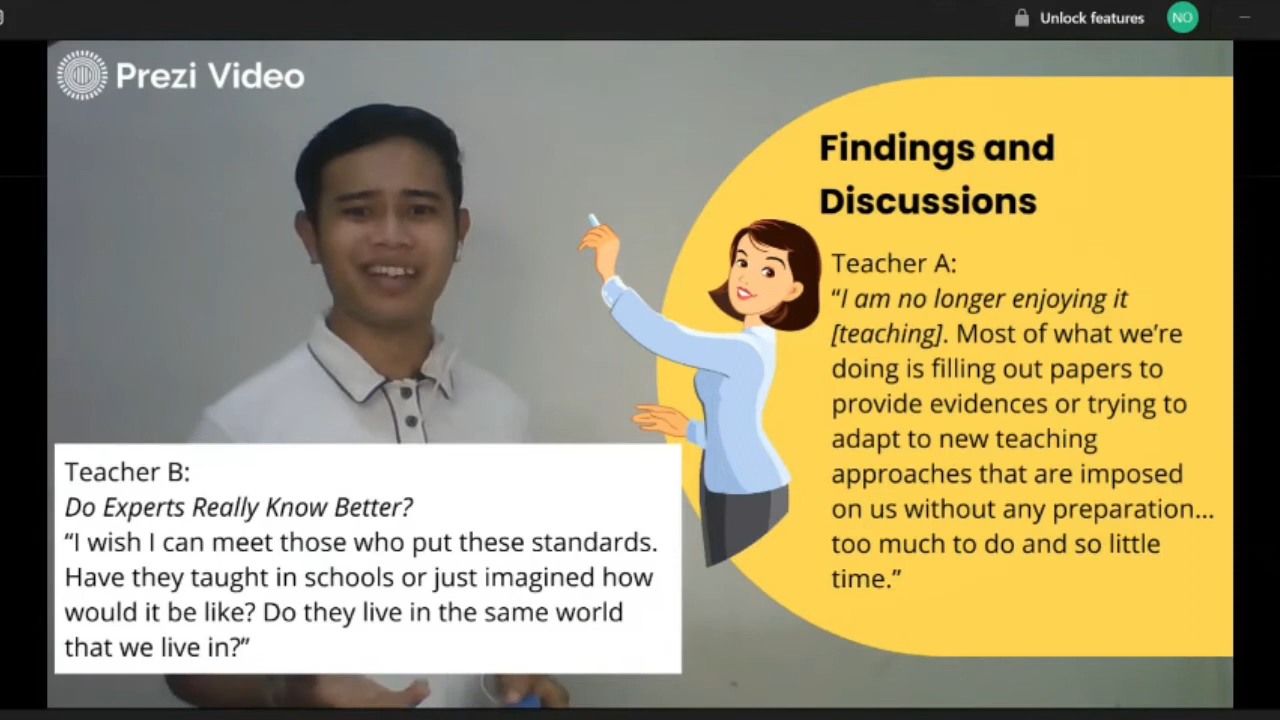 Unlock features
NO
Prezi Video
Findings and
Discussions
Teacher A:
“I am no longer enjoying it
[teaching]. Most of what we’re
doing is filling out papers to
provide evidences or trying to
adapt to new teaching
approaches that are imposed
on us without any preparation...
too much to do and so little
time.”
Teacher B:
Do Experts Really Know Better?
“I wish I can meet those who put these standards.
Have they taught in schools or just imagined how
would it be like? Do they live in the same world
that we live in?”